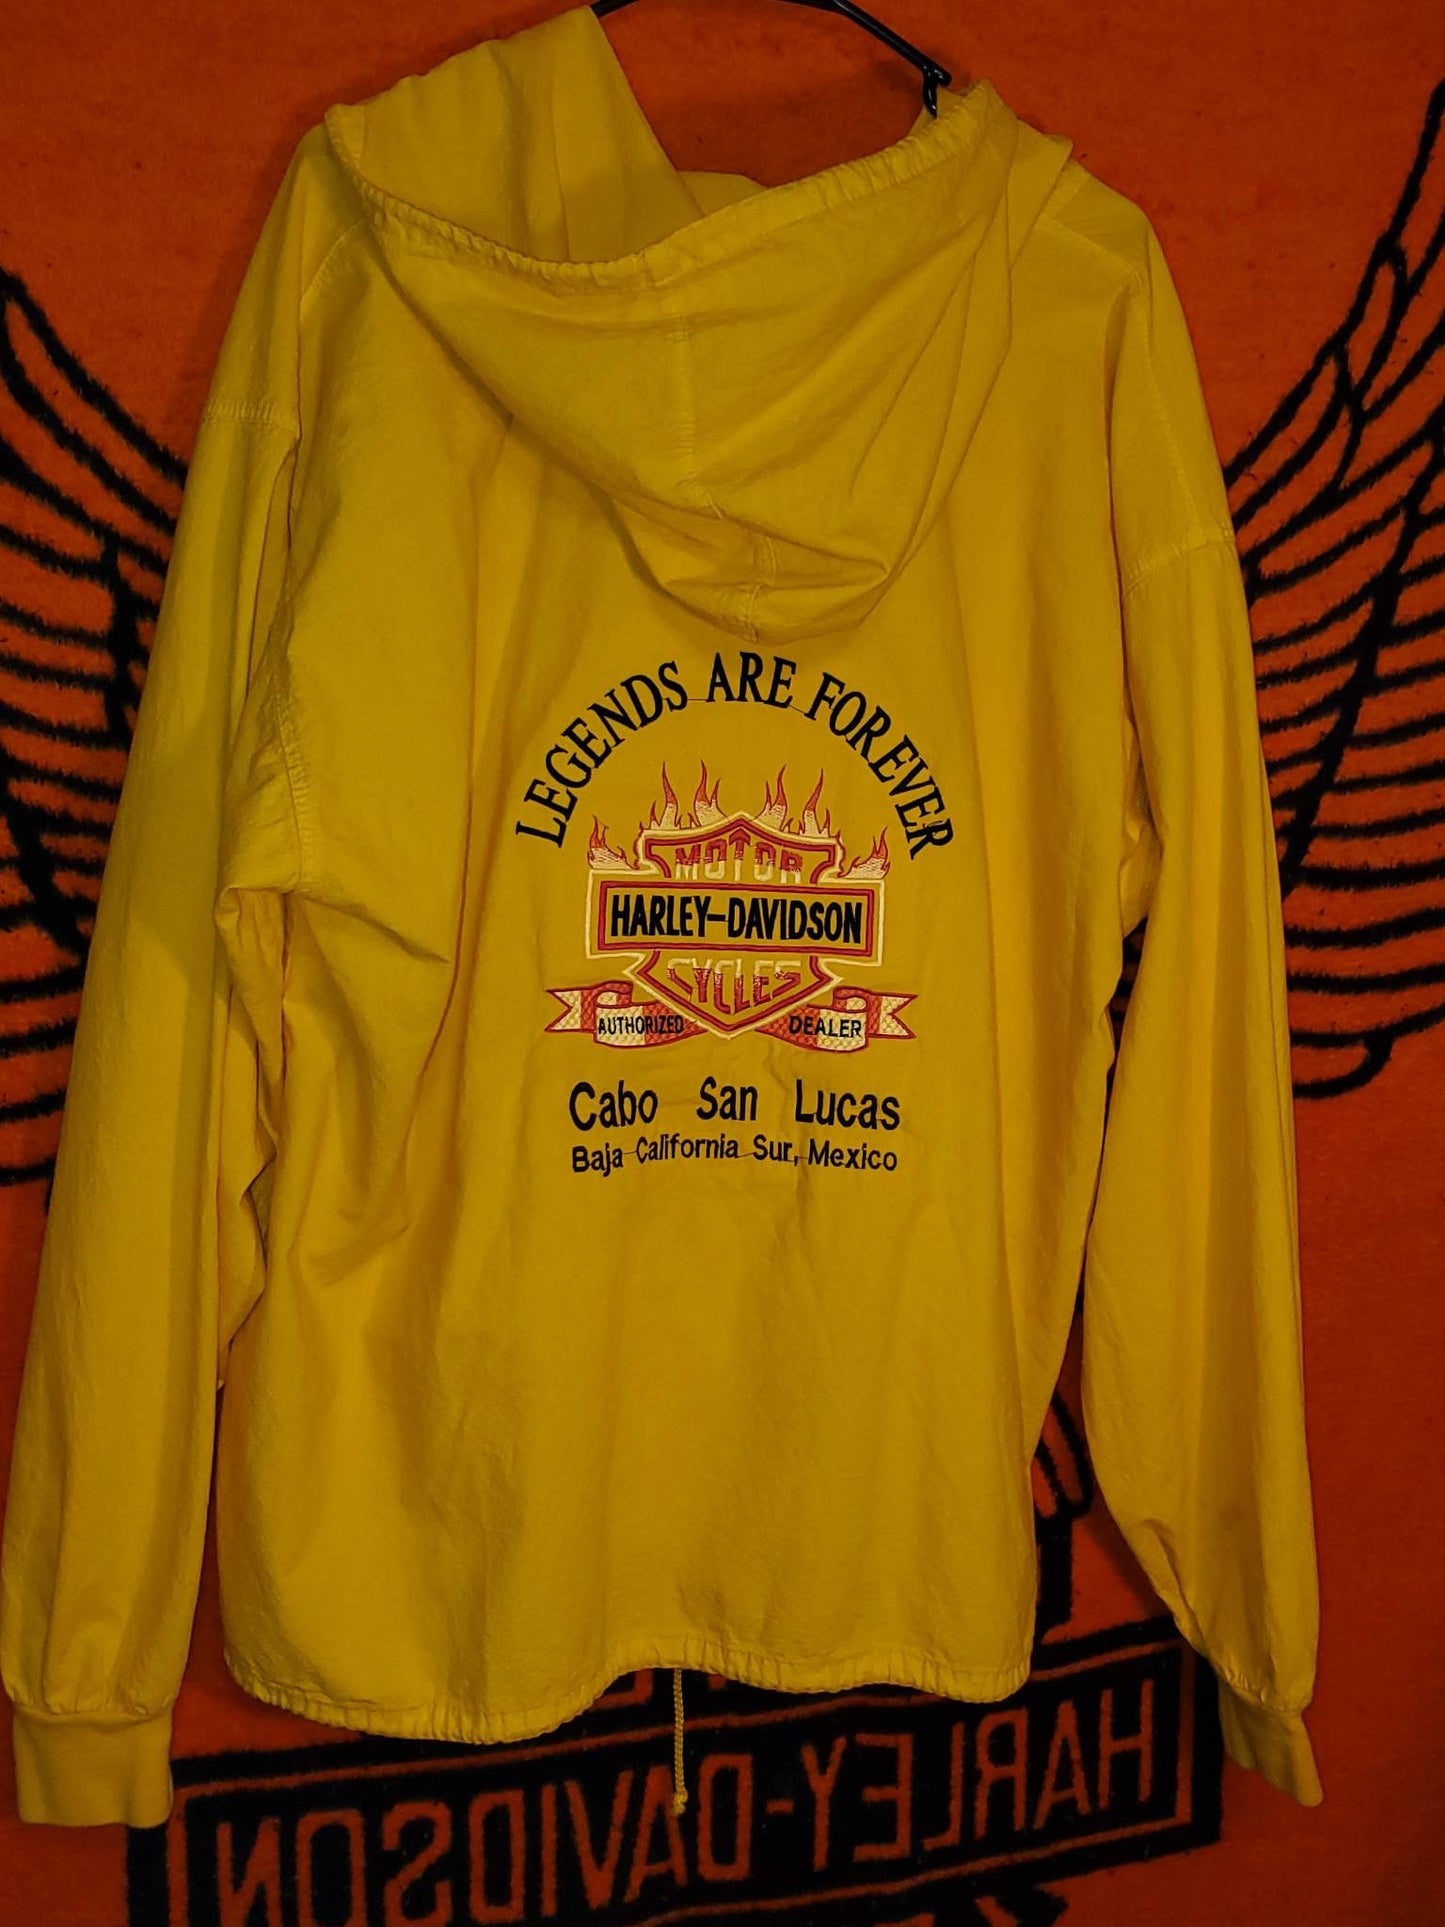 LEGENDS ARE FOREVER
MOTOR
HARLEY-DAVIDSON
CYCLES
AUTHORIZED DEALER
Cabo San Lucas
Baja California Sur, Mexico
HARLEY-DAVIDSON